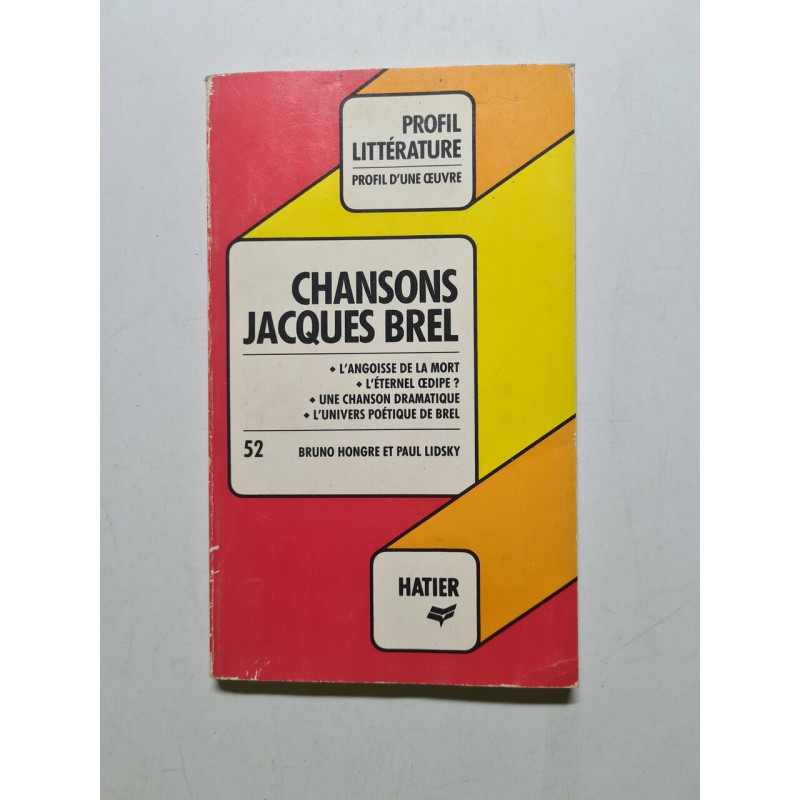 PROFIL
LITTÉRATURE
PROFIL D'UNE ŒUVRE
CHANSONS
JACQUES BREL
◆ L'ANGOISSE DE LA MORT
◆ L'ÉTERNEL ŒDIPE ?
◆ UNE CHANSON DRAMATIQUE
◆ L'UNIVERS POÉTIQUE DE BREL
52 BRUNO HONGRE ET PAUL LIDSKY
HATIER